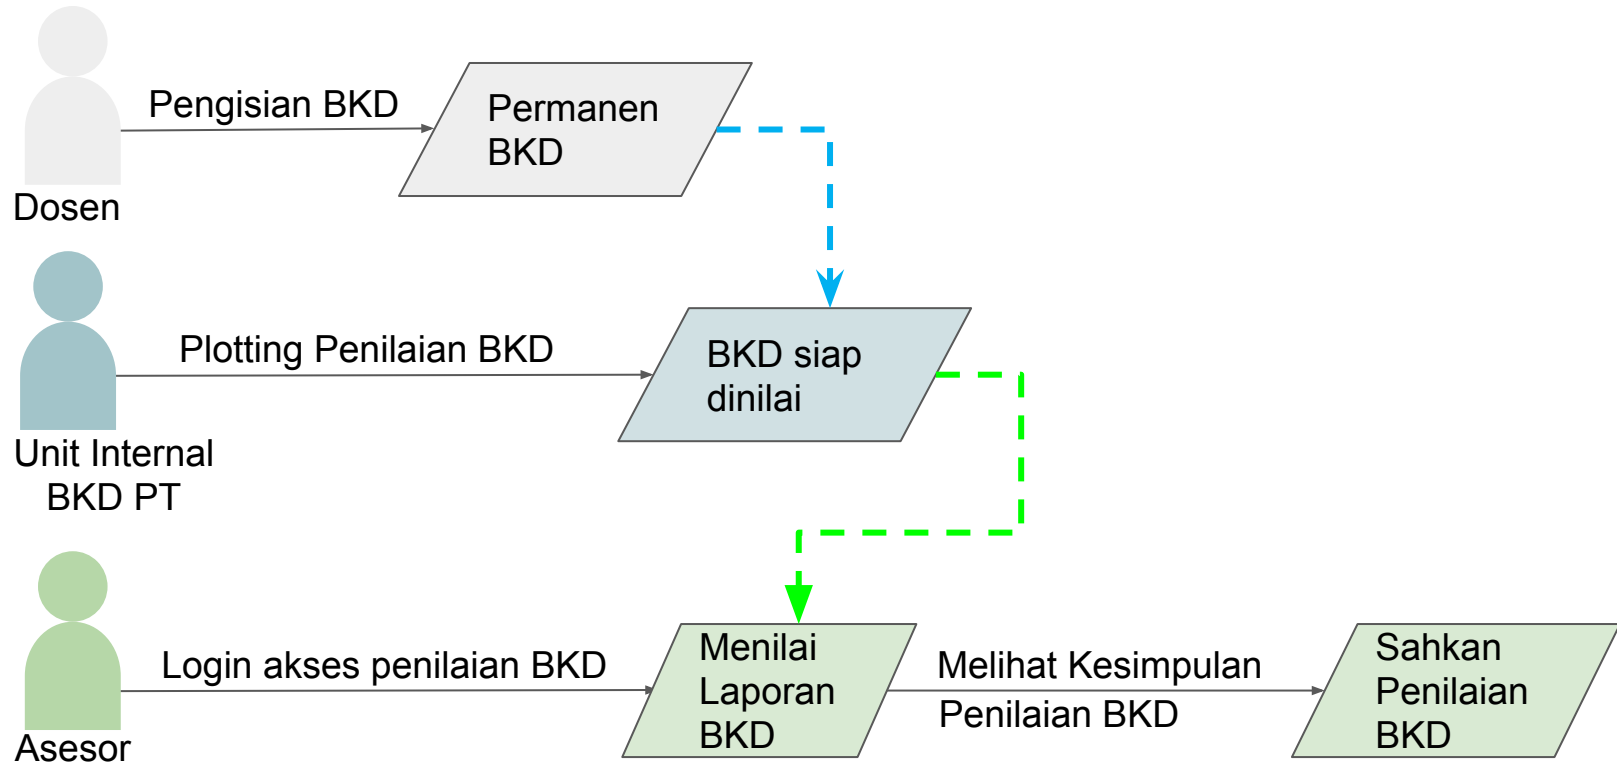 Pengisian BKD
Permanen
BKD
Dosen
Plotting Penilaian BKD
BKD siap
dinilai
Unit Internal
BKD PT
Login akses penilaian BKD
Menilai
Laporan
BKD
Melihat Kesimpulan
Penilaian BKD
Sahkan
Penilaian
BKD
Asesor